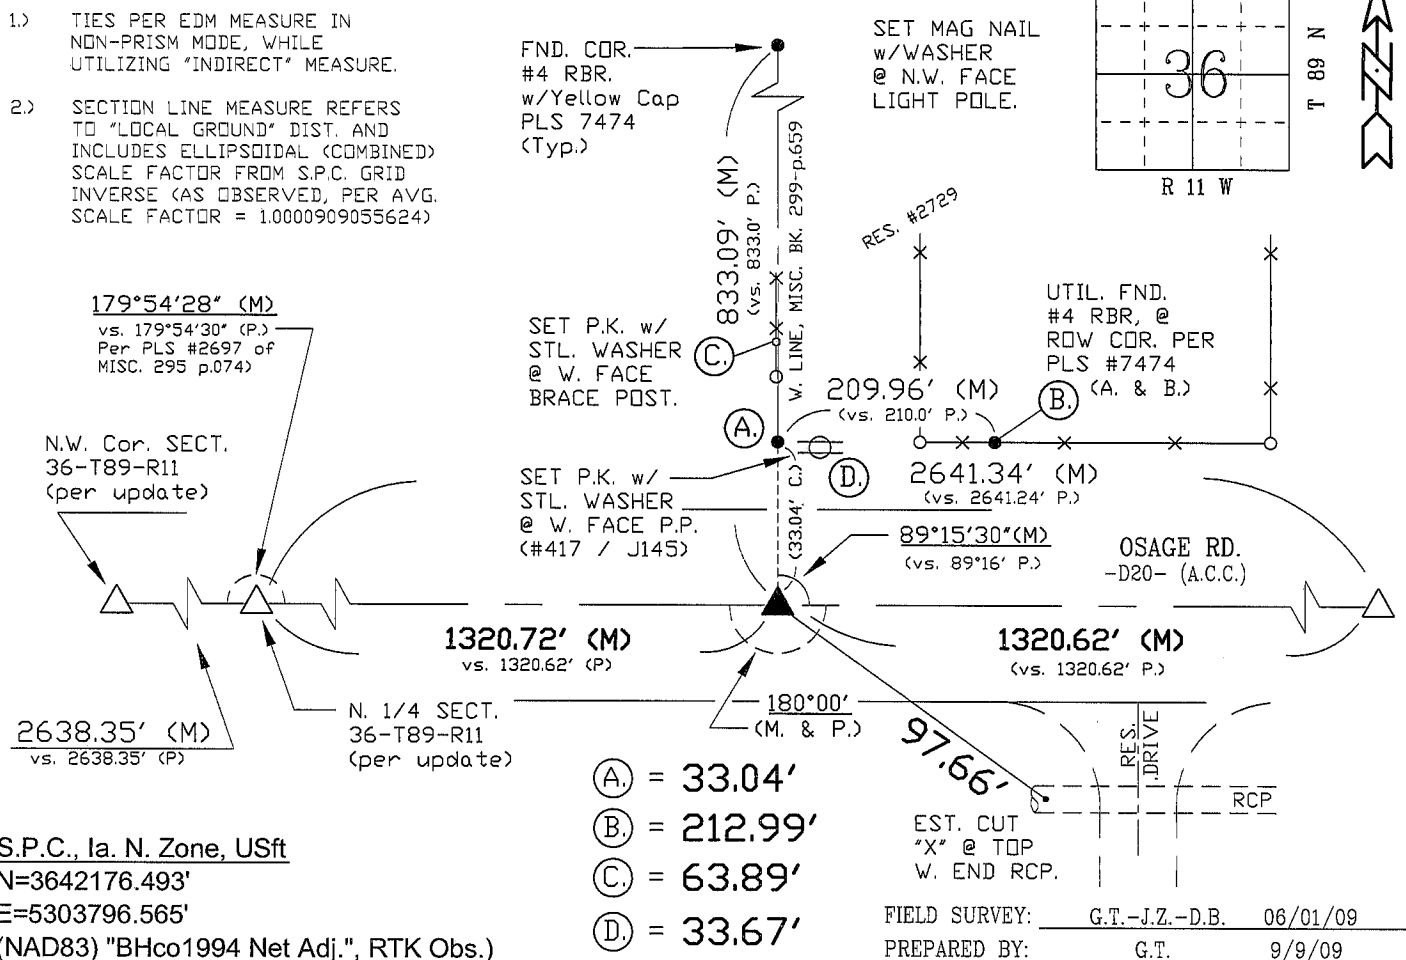 1.) TIES PER EDM MEASURE IN
NON-PRISM MODE, WHILE
UTILIZING "INDIRECT" MEASURE.
2.) SECTION LINE MEASURE REFERS
TO "LOCAL GROUND" DIST. AND
INCLUDES ELLIPSOIDAL (COMBINED)
SCALE FACTOR FROM S.P.C. GRID
INVERSE (AS OBSERVED, PER AVG.
SCALE FACTOR = 1.0000909055624)
FND. COR.
#4 RBR.
w/Yellow Cap
PLS 7474
(Typ.)
SET MAG NAIL
w/WASHER
@ N.W. FACE
LIGHT POLE.
36
T 89 N
R 11 W
N
833.09' (M)
(vs. 833.0' P.)
W. LINE, MISC. BK. 299-p.659
RES. #2729
179°54'28" (M)
vs. 179°54'30" (P.)
Per PLS #2697 of
MISC. 295 p.074)
SET P.K. w/
STL. WASHER
@ W. FACE
BRACE POST.
C.
UTIL. FND.
#4 RBR, @
ROW COR. PER
PLS #7474
(A. & B.)
209.96' (M)
(vs. 210.0' P.)
B.
A.
D.
N.W. Cor. SECT.
36-T89-R11
(per update)
SET P.K. w/
STL. WASHER
@ W. FACE P.P.
(#417 / J145)
(33.04' C.)
2641.34' (M)
(vs. 2641.24' P.)
89°15'30"(M)
(vs. 89°16' P.)
OSAGE RD.
-D20- (A.C.C.)
1320.72' (M)
vs. 1320.62' (P)
1320.62' (M)
(vs. 1320.62' P.)
2638.35' (M)
vs. 2638.35' (P)
N. 1/4 SECT.
36-T89-R11
(per update)
180°00'
(M. & P.)
97.66'
RES.
DRIVE
RCP
EST. CUT
"X" @ TOP
W. END RCP.
A. = 33.04'
B. = 212.99'
C. = 63.89'
D. = 33.67'
S.P.C., Ia. N. Zone, USft
N=3642176.493'
E=5303796.565'
(NAD83) "BHco1994 Net Adj.", RTK Obs.)
FIELD SURVEY: G.T.-J.Z.-D.B. 06/01/09
PREPARED BY: G.T. 9/9/09